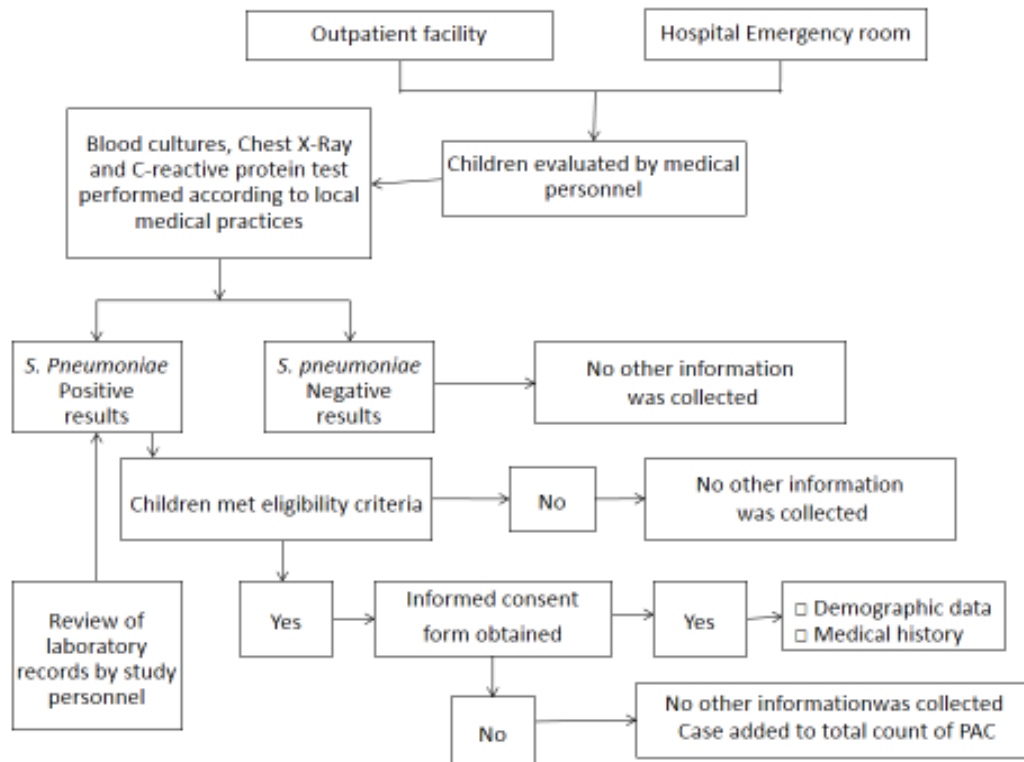 Outpatient facility
Hospital Emergency room
Blood cultures, Chest X-Ray
and C-reactive protein test
performed according to local
medical practices
Children evaluated by medical
personnel
S. Pneumoniae
Positive
results
S. pneumoniae
Negative
results
No other information
was collected
Children met eligibility criteria
No
No other information
was collected
Review of
laboratory
records by study
personnel
Yes
Informed consent
form obtained
Yes
□ Demographic data
□ Medical history
No
No other informationwas collected
Case added to total count of PAC